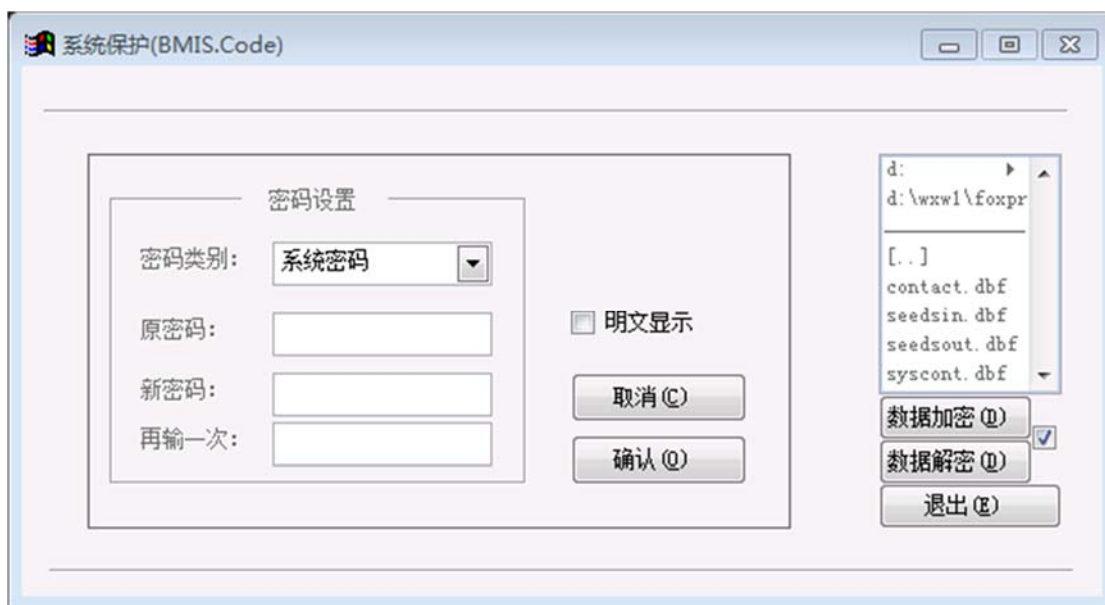 系统保护(BMIS.Code)
密码设置
密码类别:
系统密码
原密码:
新密码:
再输一次:
明文显示
取消(C)
确认(O)
d:
d:\wxw1\foxpr
[..]
contact.dbf
seedsin.dbf
seedsout.dbf
syscont.dbf
数据加密(D)
数据解密(D)
退出(E)